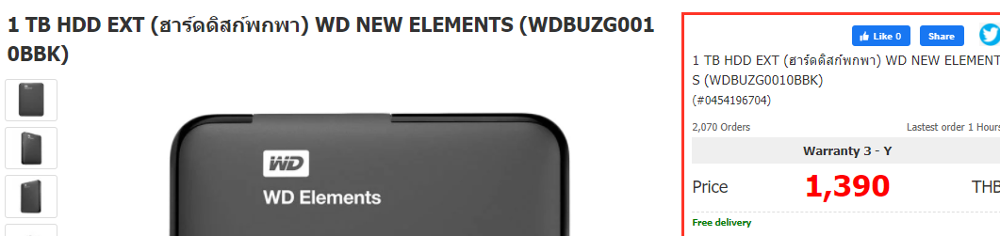 1 TB HDD EXT (ฮาร์ดดิสก์พกพา) WD NEW ELEMENTS (WDBUZG001
0BBK)
WD
WD Elements
Like 0
Share
1 TB HDD EXT (ฮาร์ดดิสก์พกพา) WD NEW ELEMENT
S (WDBUZG0010BBK)
(#0454196704)
2,070 Orders
Lastest order 1 Hours
Warranty 3 - Y
Price 1,390 THB
Free delivery